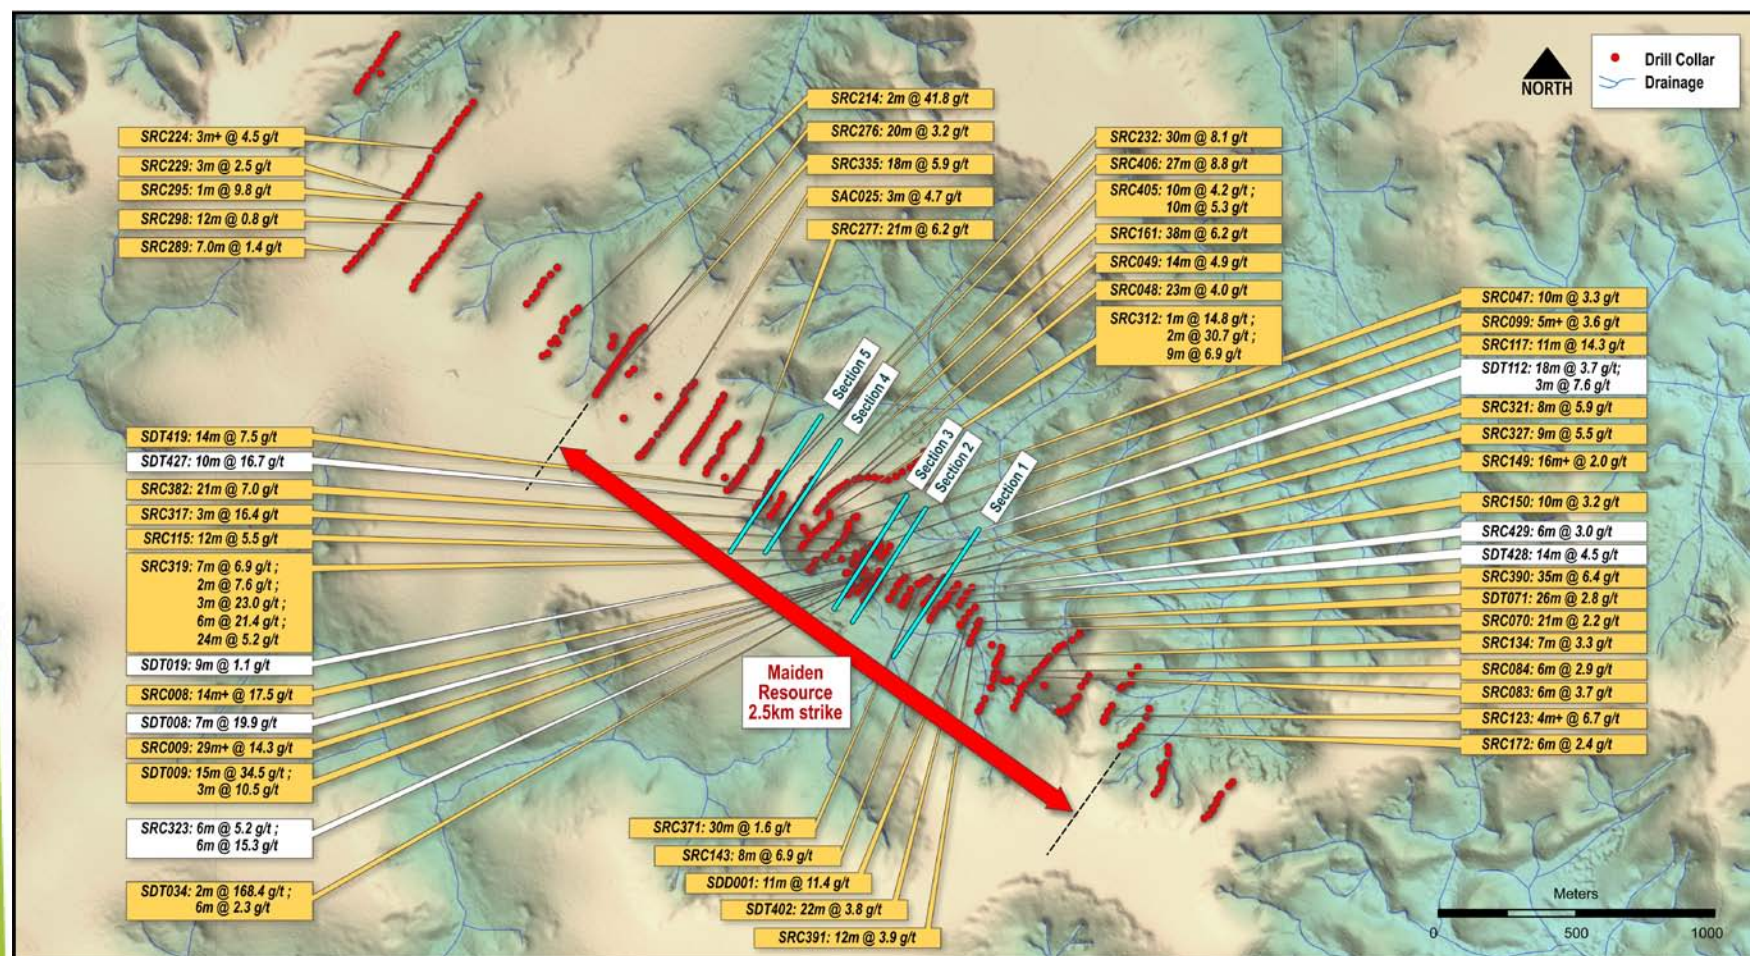 NORTH
Drill Collar
Drainage
SRC224: 3m+ @ 4.5 g/t
SRC229: 3m @ 2.5 g/t
SRC295: 1m @ 9.8 g/t
SRC298: 12m @ 0.8 g/t
SRC289: 7.0m @ 1.4 g/t
SRC214: 2m @ 41.8 g/t
SRC276: 20m @ 3.2 g/t
SRC335: 18m @ 5.9 g/t
SAC025: 3m @ 4.7 g/t
SRC277: 21m @ 6.2 g/t
SRC232: 30m @ 8.1 g/t
SRC406: 27m @ 8.8 g/t
SRC405: 10m @ 4.2 g/t ;
10m @ 5.3 g/t
SRC161: 38m @ 6.2 g/t
SRC049: 14m @ 4.9 g/t
SRC048: 23m @ 4.0 g/t
SRC312: 1m @ 14.8 g/t ;
2m @ 30.7 g/t ;
9m @ 6.9 g/t
SRC047: 10m @ 3.3 g/t
SRC099: 5m+ @ 3.6 g/t
SRC117: 11m @ 14.3 g/t
SDT112: 18m @ 3.7 g/t;
3m @ 7.6 g/t
SRC321: 8m @ 5.9 g/t
SRC327: 9m @ 5.5 g/t
SRC149: 16m+ @ 2.0 g/t
SRC150: 10m @ 3.2 g/t
SRC429: 6m @ 3.0 g/t
SDT428: 14m @ 4.5 g/t
SRC390: 35m @ 6.4 g/t
SDT071: 26m @ 2.8 g/t
SRC070: 21m @ 2.2 g/t
SRC134: 7m @ 3.3 g/t
SRC084: 6m @ 2.9 g/t
SRC083: 6m @ 3.7 g/t
SRC123: 4m+ @ 6.7 g/t
SRC172: 6m @ 2.4 g/t
Section 5
Section 4
Section 3
Section 2
Section 1
SDT419: 14m @ 7.5 g/t
SDT427: 10m @ 16.7 g/t
SRC382: 21m @ 7.0 g/t
SRC317: 3m @ 16.4 g/t
SRC115: 12m @ 5.5 g/t
SRC319: 7m @ 6.9 g/t ;
2m @ 7.6 g/t ;
3m @ 23.0 g/t ;
6m @ 21.4 g/t ;
24m @ 5.2 g/t
SDT019: 9m @ 1.1 g/t
SRC008: 14m+ @ 17.5 g/t
SDT008: 7m @ 19.9 g/t
SRC009: 29m+ @ 14.3 g/t
SDT009: 15m @ 34.5 g/t ;
3m @ 10.5 g/t
SRC323: 6m @ 5.2 g/t ;
6m @ 15.3 g/t
SDT034: 2m @ 168.4 g/t ;
6m @ 2.3 g/t
Maiden
Resource
2.5km strike
SRC371: 30m @ 1.6 g/t
SRC143: 8m @ 6.9 g/t
SDD001: 11m @ 11.4 g/t
SDT402: 22m @ 3.8 g/t
SRC391: 12m @ 3.9 g/t
Meters
0 500 1000